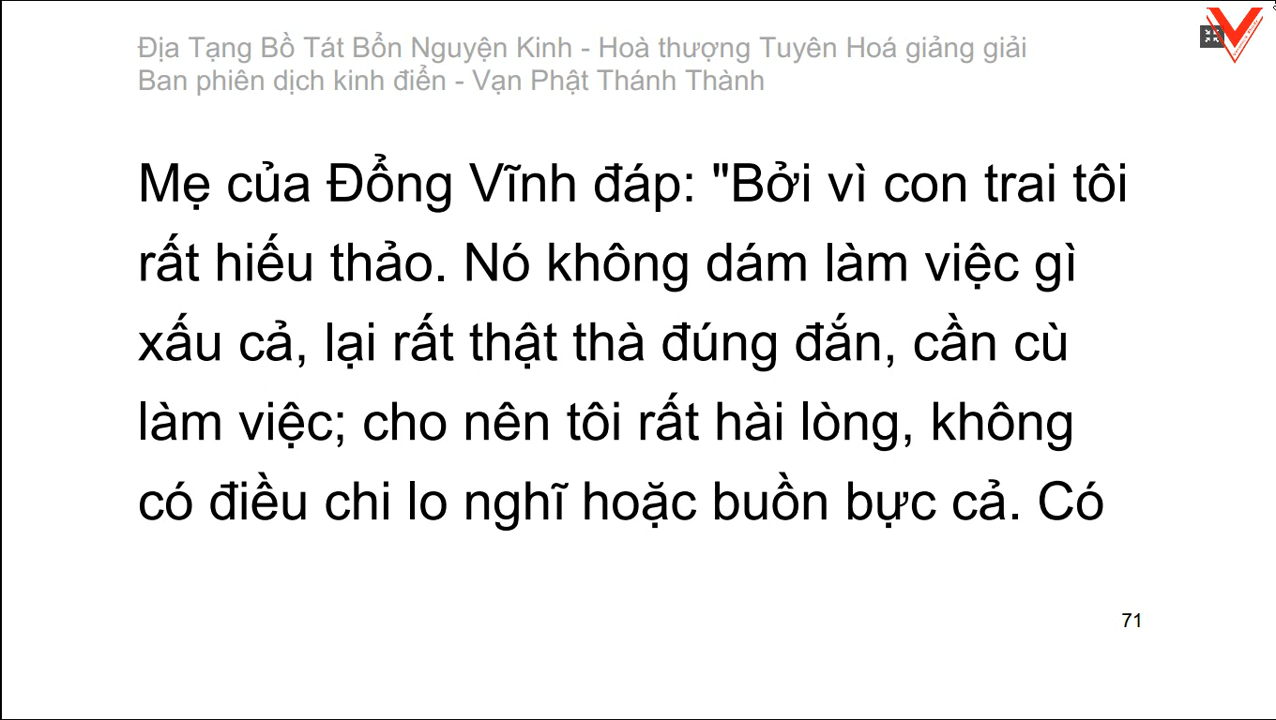 Địa Tạng Bồ Tát Bổn Nguyện Kinh - Hoà thượng Tuyên Hoá giảng giải
Ban phiên dịch kinh điển - Vạn Phật Thánh Thành
Mẹ của Đổng Vĩnh đáp: "Bởi vì con trai tôi
rất hiếu thảo. Nó không dám làm việc gì
xấu cả, lại rất thật thà đúng đắn, cần cù
làm việc; cho nên tôi rất hài lòng, không
có điều chi lo nghĩ hoặc buồn bực cả. Có
71